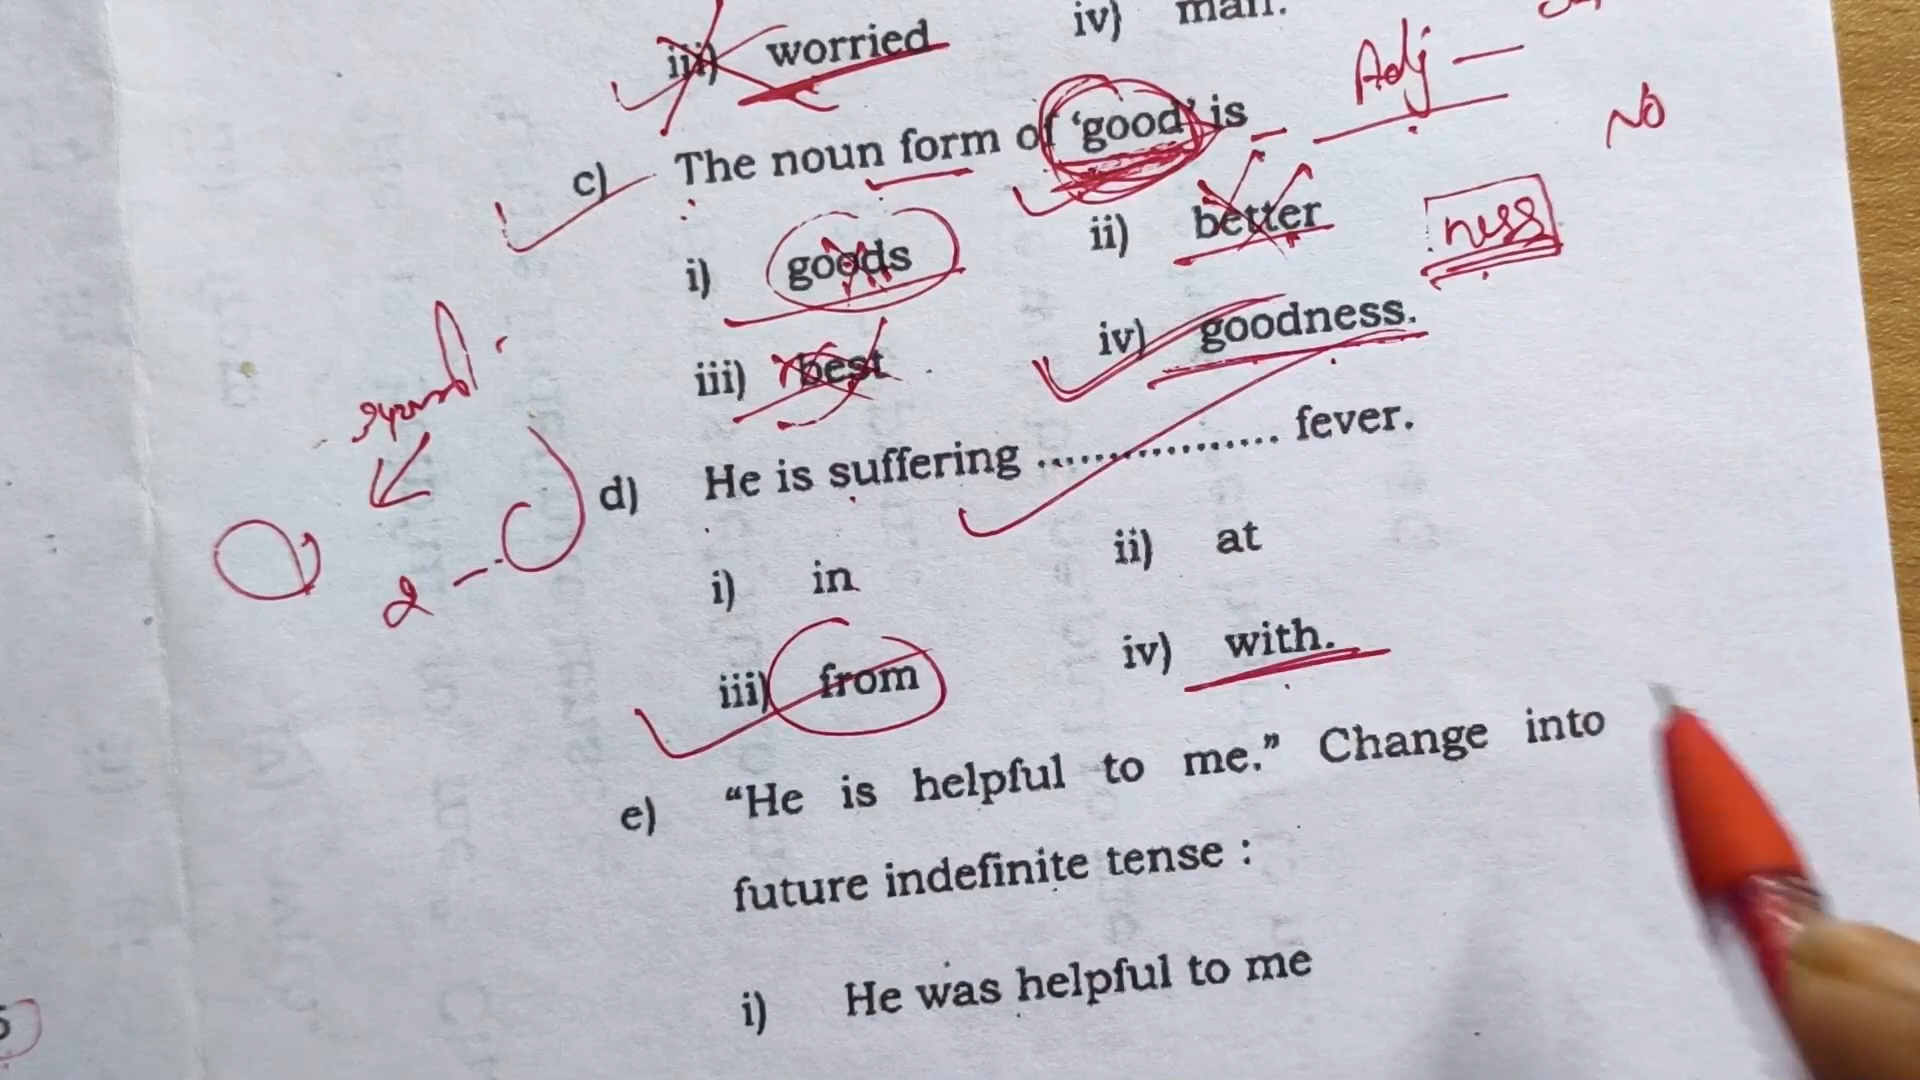 iii) worried
iv) man.
Adj —
No
c) The noun form of 'good' is
i) goods
ii) better
ness
iii) best
iv) goodness.
d) He is suffering .................. fever.
i) in
ii) at
2 -
iii) from
iv) with.
e) “He is helpful to me.” Change into
future indefinite tense :
i) He was helpful to me